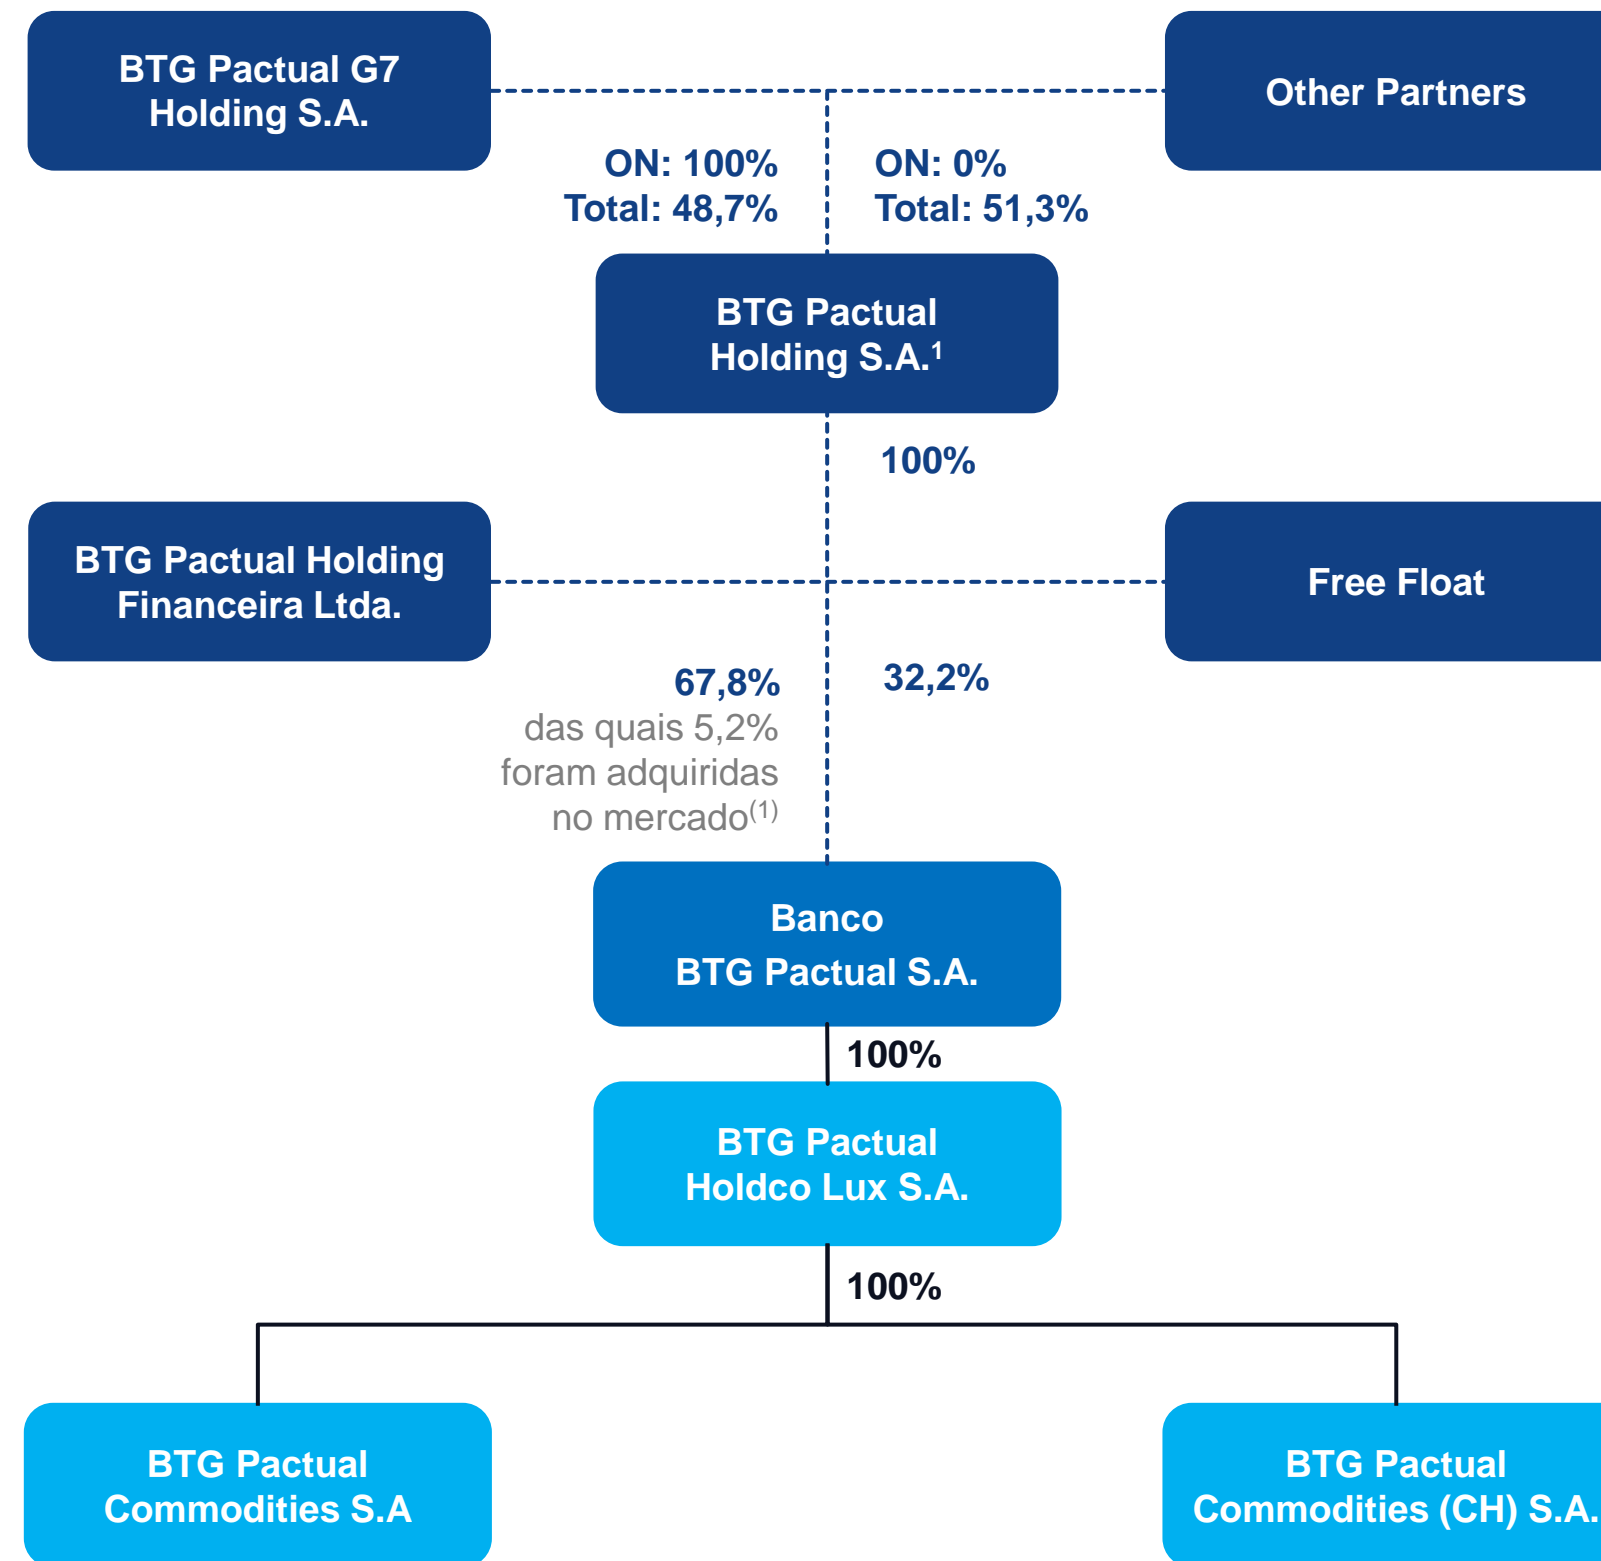 BTG Pactual G7
Holding S.A.
Other Partners
ON: 100%
Total: 48,7%
ON: 0%
Total: 51,3%
BTG Pactual
Holding S.A.¹
100%
BTG Pactual Holding
Financeira Ltda.
Free Float
67,8%
das quais 5,2%
foram adquiridas
no mercado⁽¹⁾
32,2%
Banco
BTG Pactual S.A.
100%
BTG Pactual
Holdco Lux S.A.
100%
BTG Pactual
Commodities S.A
BTG Pactual
Commodities (CH) S.A.